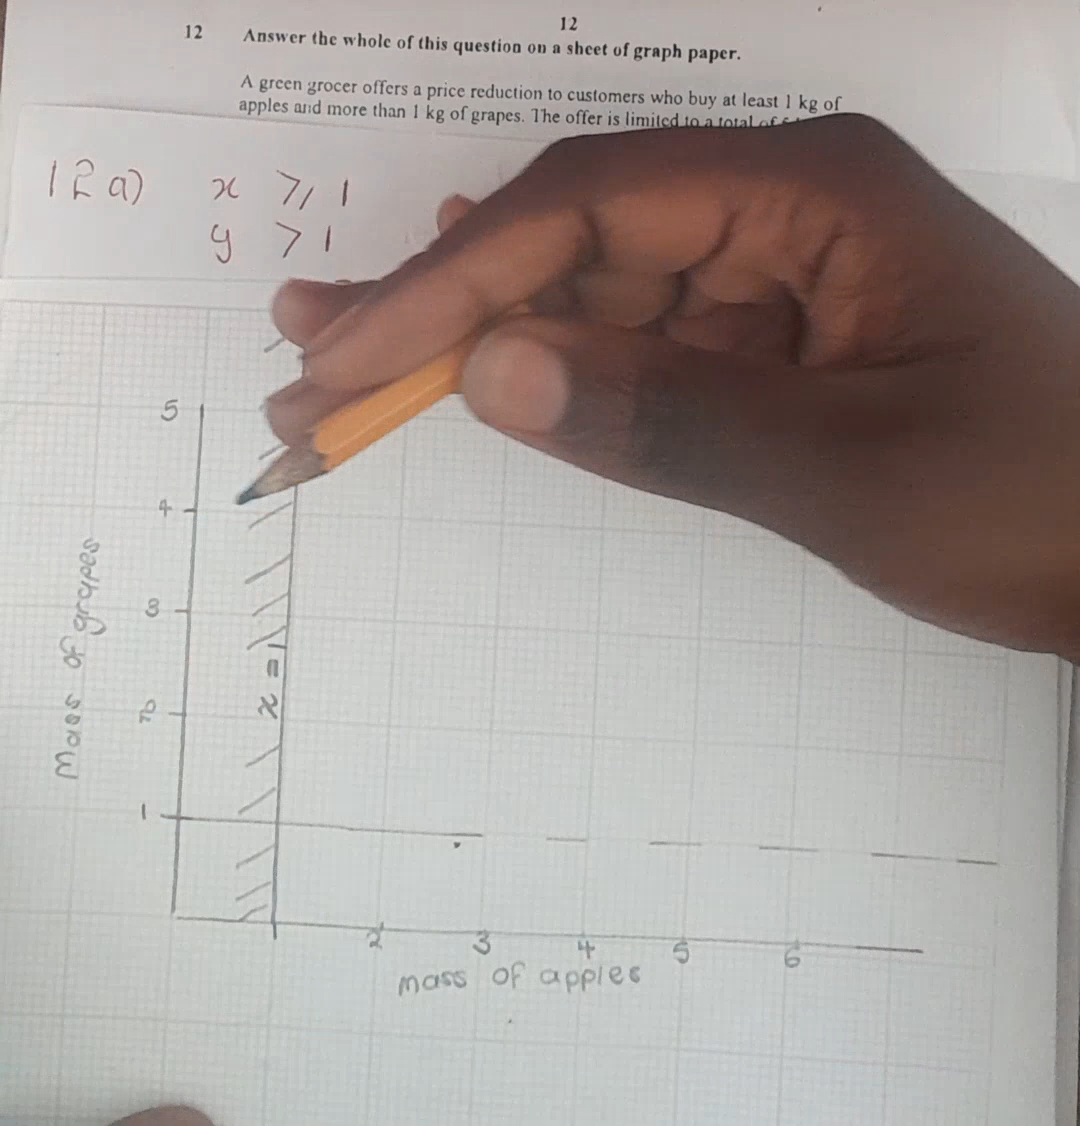 12
12 Answer the whole of this question on a sheet of graph paper.
A green grocer offers a price reduction to customers who buy at least 1 kg of
apples and more than 1 kg of grapes. The offer is limited to a total of
12 a) x ≥ 1
y > 1
5
4
3
2
1
Mass of grapes
x = 1
2 3 4 5 6
mass of apples